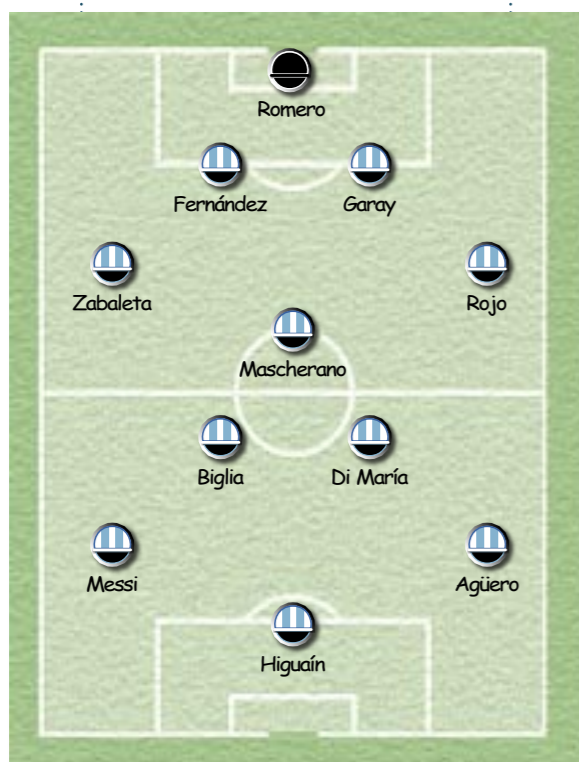 Romero
Fernández Garay
Zabaleta Rojo
Mascherano
Biglia Di María
Messi Agüero
Higuaín